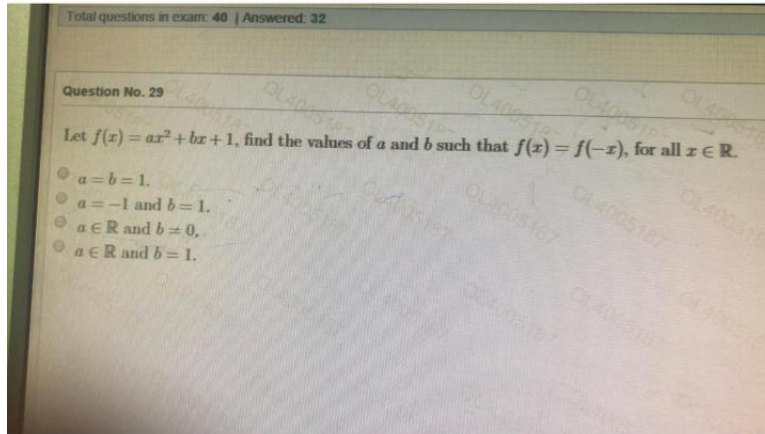 Total questions in exam: 40 | Answered: 32
Question No. 29
Let f(x) = ax² + bx + 1, find the values of a and b such that f(x) = f(−x), for all x ∈ ℝ.
a = b = 1.
a = −1 and b = 1.
a ∈ ℝ and b = 0.
a ∈ ℝ and b = 1.
OL4005187